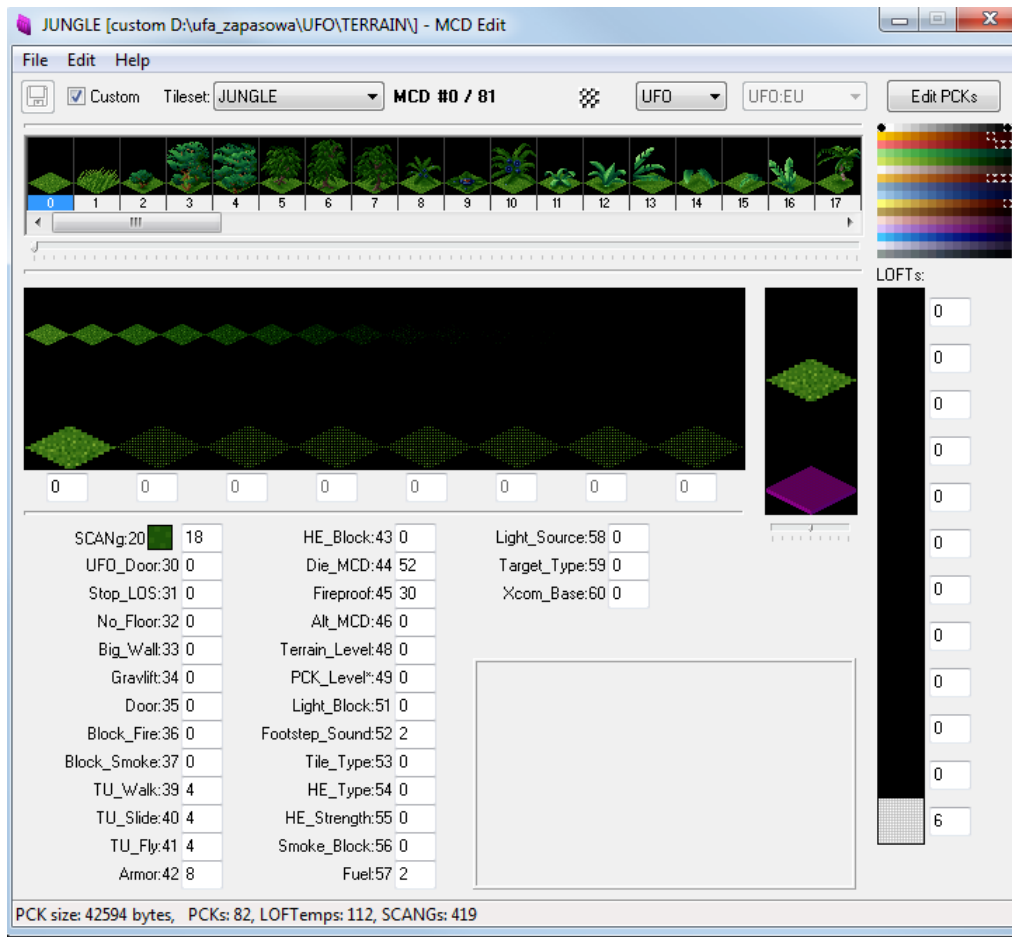 JUNGLE [custom D:\ufa_zapasowa\UFO\TERRAIN\] - MCD Edit
File Edit Help
Custom Tileset: JUNGLE MCD #0 / 81 UFO UFO:EU Edit PCKs
0 1 2 3 4 5 6 7 8 9 10 11 12 13 14 15 16 17
LOFTs:
0
0
0
0
0
0
0
0
0
0
0
6
0 0 0 0 0 0 0 0
SCANg:20 18 HE_Block:43 0 Light_Source:58 0
UFO_Door:30 0 Die_MCD:44 52 Target_Type:59 0
Stop_LOS:31 0 Fireproof:45 30 Xcom_Base:60 0
No_Floor:32 0 Alt_MCD:46 0
Big_Wall:33 0 Terrain_Level:48 0
Gravlift:34 0 PCK_Level*:49 0
Door:35 0 Light_Block:51 0
Block_Fire:36 0 Footstep_Sound:52 2
Block_Smoke:37 0 Tile_Type:53 0
TU_Walk:39 4 HE_Type:54 0
TU_Slide:40 4 HE_Strength:55 0
TU_Fly:41 4 Smoke_Block:56 0
Armor:42 8 Fuel:57 2
PCK size: 42594 bytes, PCKs: 82, LOFTemps: 112, SCANGs: 419